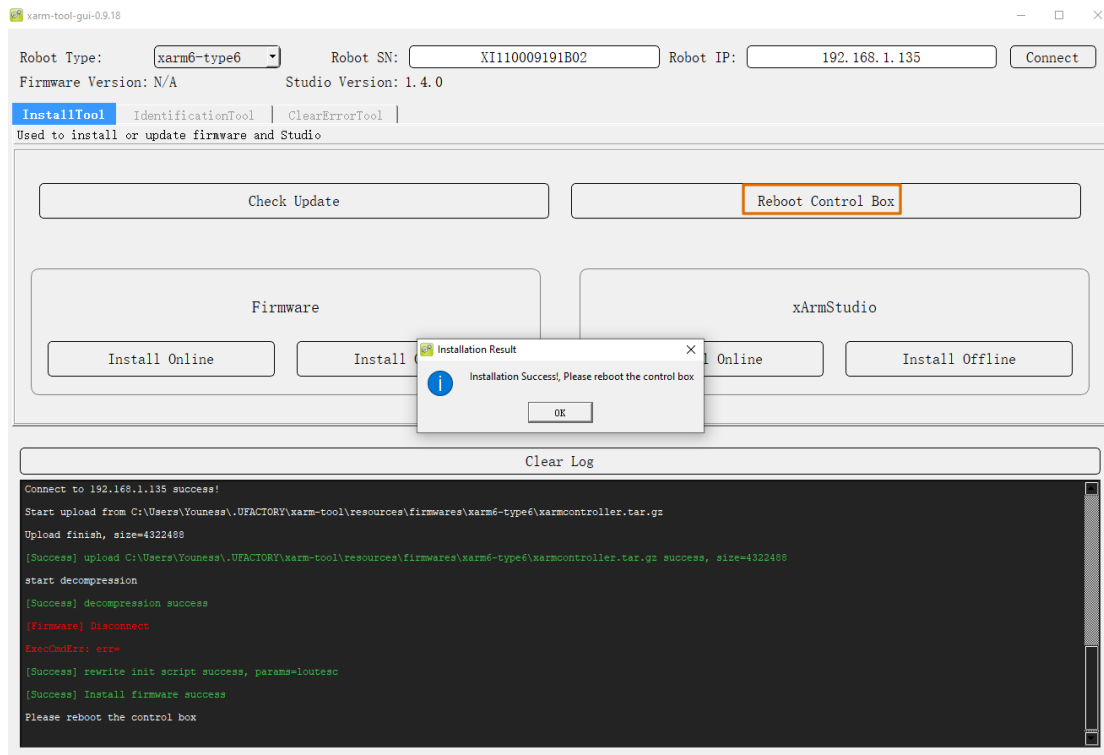 xarm-tool-gui-0.9.18
Robot Type: xarm6-type6 Robot SN: XI110009191B02 Robot IP: 192.168.1.135 Connect
Firmware Version: N/A Studio Version: 1.4.0
InstallTool IdentificationTool ClearErrorTool
Used to install or update firmware and Studio
Check Update Reboot Control Box
Firmware xArmStudio
Install Online Install Online Install Offline
Installation Result
Installation Success!, Please reboot the control box
OK
Clear Log
Connect to 192.168.1.135 success!
Start upload from C:\Users\Youness\.UFACTORY\xarm-tool\resources\firmwares\xarm6-type6\xarmcontroller.tar.gz
Upload finish, size=4322488
[Success] upload C:\Users\Youness\.UFACTORY\xarm-tool\resources\firmwares\xarm6-type6\xarmcontroller.tar.gz success, size=4322488
start decompression
[Success] decompression success
[Firmware] Disconnect
ExecCmdErr: err=
[Success] rewrite init script success, params=loutesc
[Success] Install firmware success
Please reboot the control box